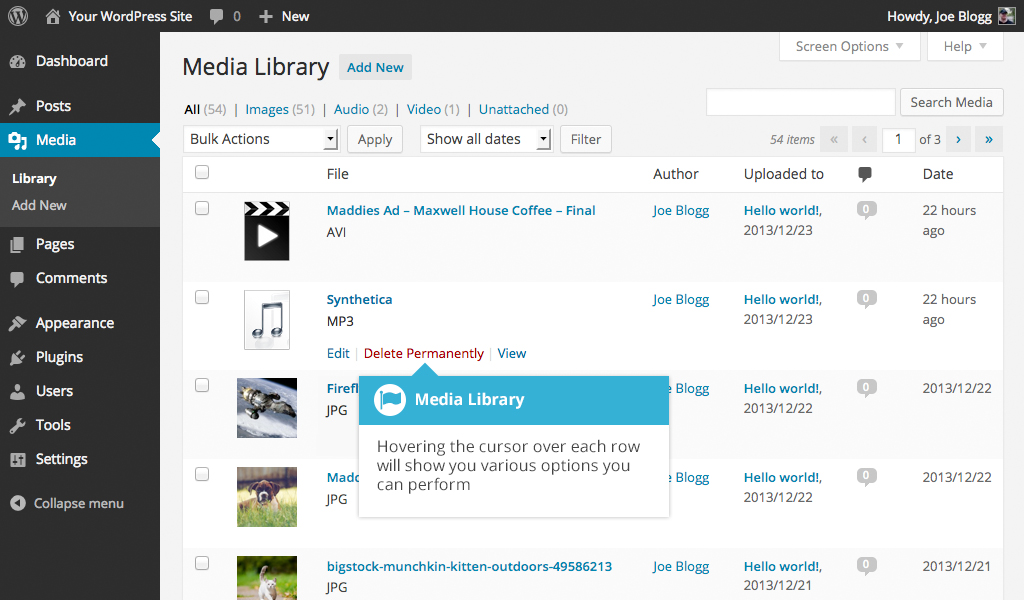 Your WordPress Site 0 + New Howdy, Joe Blogg
Screen Options Help
Dashboard
Posts
Media
Library
Add New
Pages
Comments
Appearance
Plugins
Users
Tools
Settings
Collapse menu
Media Library Add New
All (54) | Images (51) | Audio (2) | Video (1) | Unattached (0)
Search Media
Bulk Actions Apply Show all dates Filter 54 items « ‹ 1 of 3 › »
File Author Uploaded to Date
Maddies Ad – Maxwell House Coffee – Final Joe Blogg Hello world!, 0 22 hours
AVI 2013/12/23 ago
Synthetica Joe Blogg Hello world!, 0 22 hours
MP3 2013/12/23 ago
Edit | Delete Permanently | View
Firefl e Blogg Hello world!, 0 2013/12/22
JPG 2013/12/22
Media Library
Hovering the cursor over each row
will show you various options you
can perform
Madd e Blogg Hello world!, 0 2013/12/22
JPG 2013/12/22
bigstock-munchkin-kitten-outdoors-49586213 Joe Blogg Hello world!, 0 2013/12/21
JPG 2013/12/21